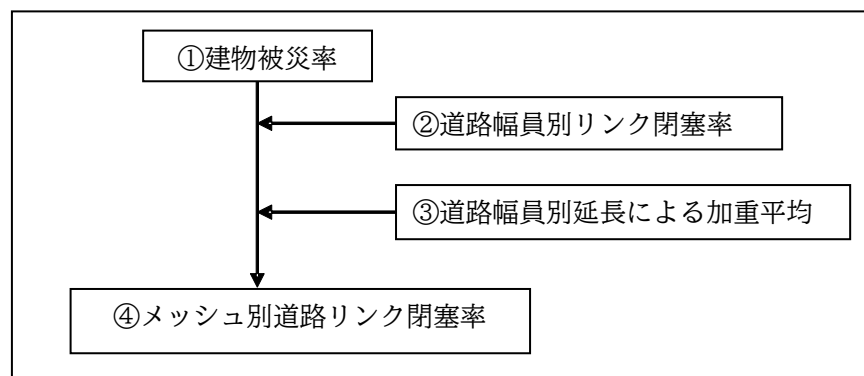 ①建物被災率
②道路幅員別リンク閉塞率
③道路幅員別延長による加重平均
④メッシュ別道路リンク閉塞率